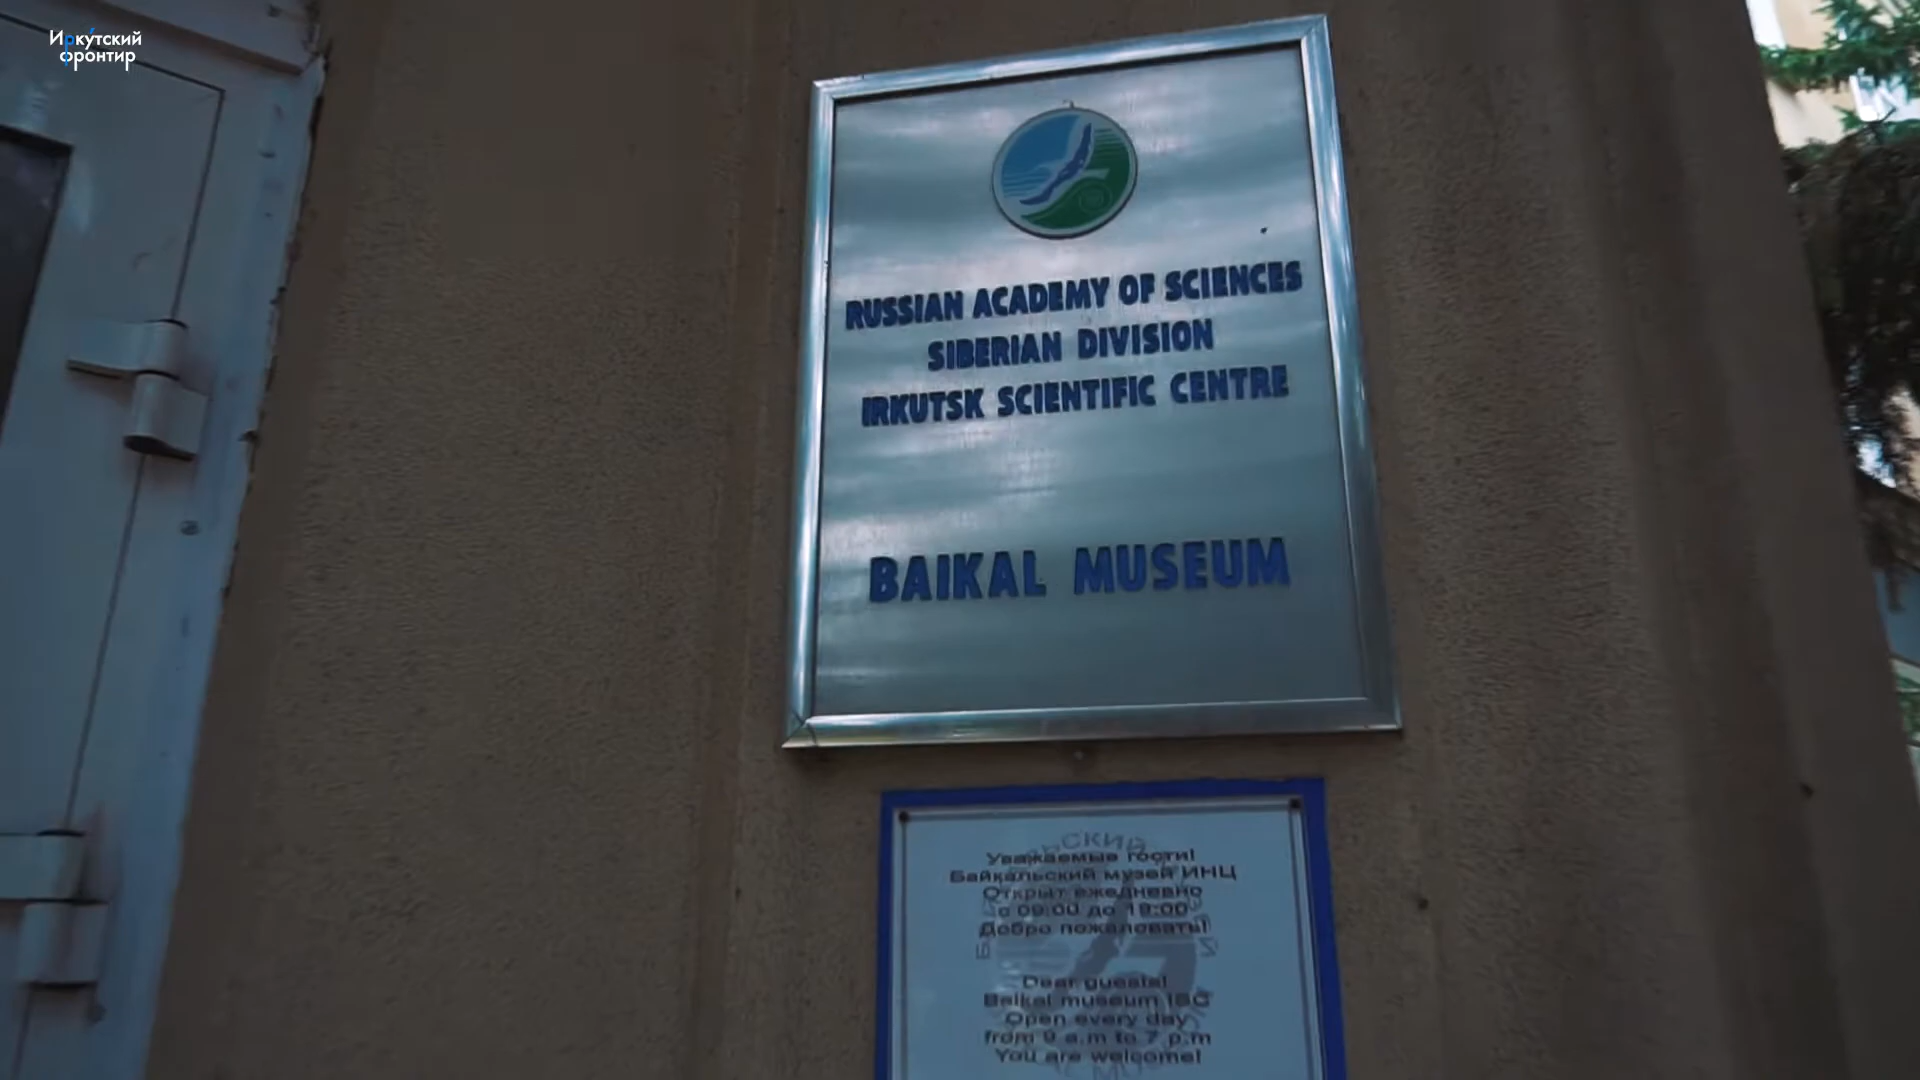 Иркутский
фронтир
RUSSIAN ACADEMY OF SCIENCES
SIBERIAN DIVISION
IRKUTSK SCIENTIFIC CENTRE
BAIKAL MUSEUM
Уважаемые гости!
Байкальский музей ИНЦ
Открыт ежедневно
с 09:00 до 19:00
Добро пожаловать!
Dear guests!
Baikal museum ISC
Open every day
from 9 a.m to 7 p.m
You are welcome!